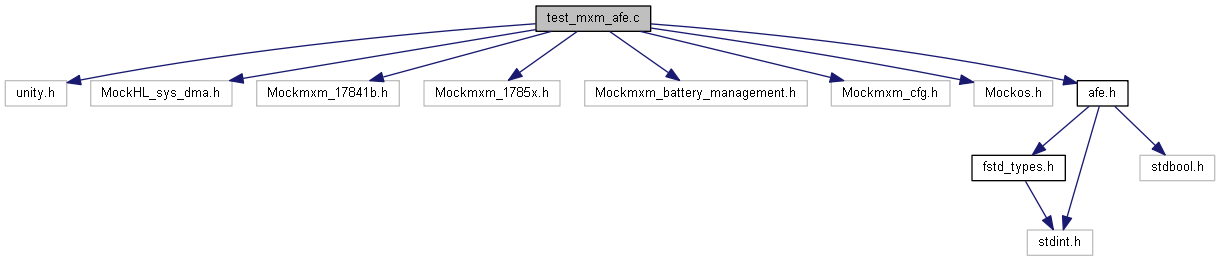 test_mxm_afe.c
unity.h
MockHL_sys_dma.h
Mockmxm_17841b.h
Mockmxm_1785x.h
Mockmxm_battery_management.h
Mockmxm_cfg.h
Mockos.h
afe.h
fstd_types.h
stdbool.h
stdint.h